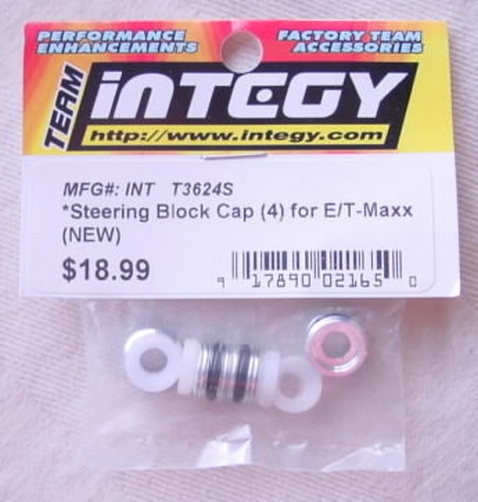 PERFORMANCE ENHANCEMENTS
FACTORY TEAM ACCESSORIES
TEAM
iNTEGY
http://www.integy.com
MFG#: INT T3624S
*Steering Block Cap (4) for E/T-Maxx
(NEW)
$18.99
9 17890 02165 0